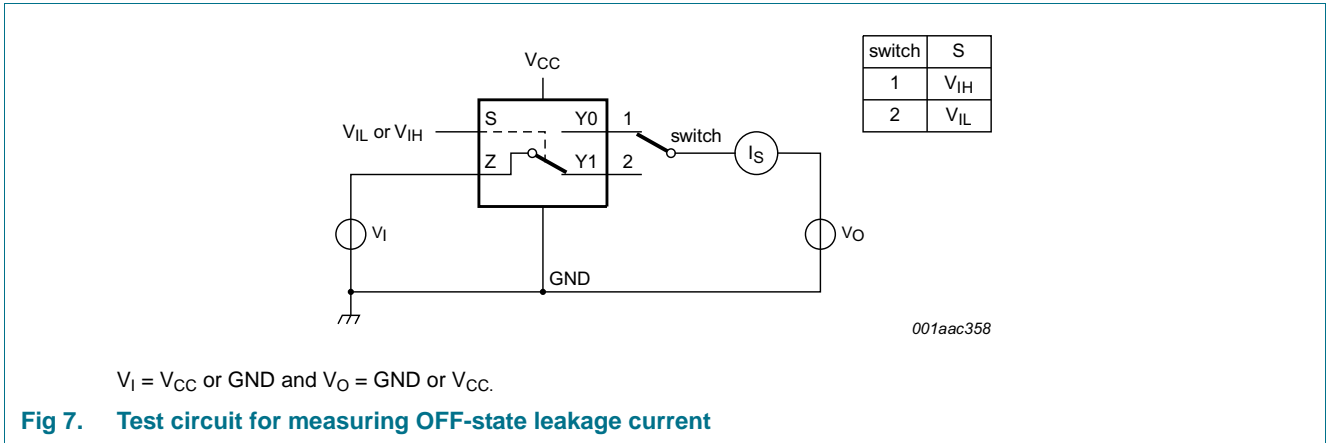 VCC
switch S
1 VIH
2 VIL
VIL or VIH
S Y0 1
switch
Z Y1 2
IS
VI
VO
GND
001aac358
VI = VCC or GND and VO = GND or VCC.
Fig 7. Test circuit for measuring OFF-state leakage current